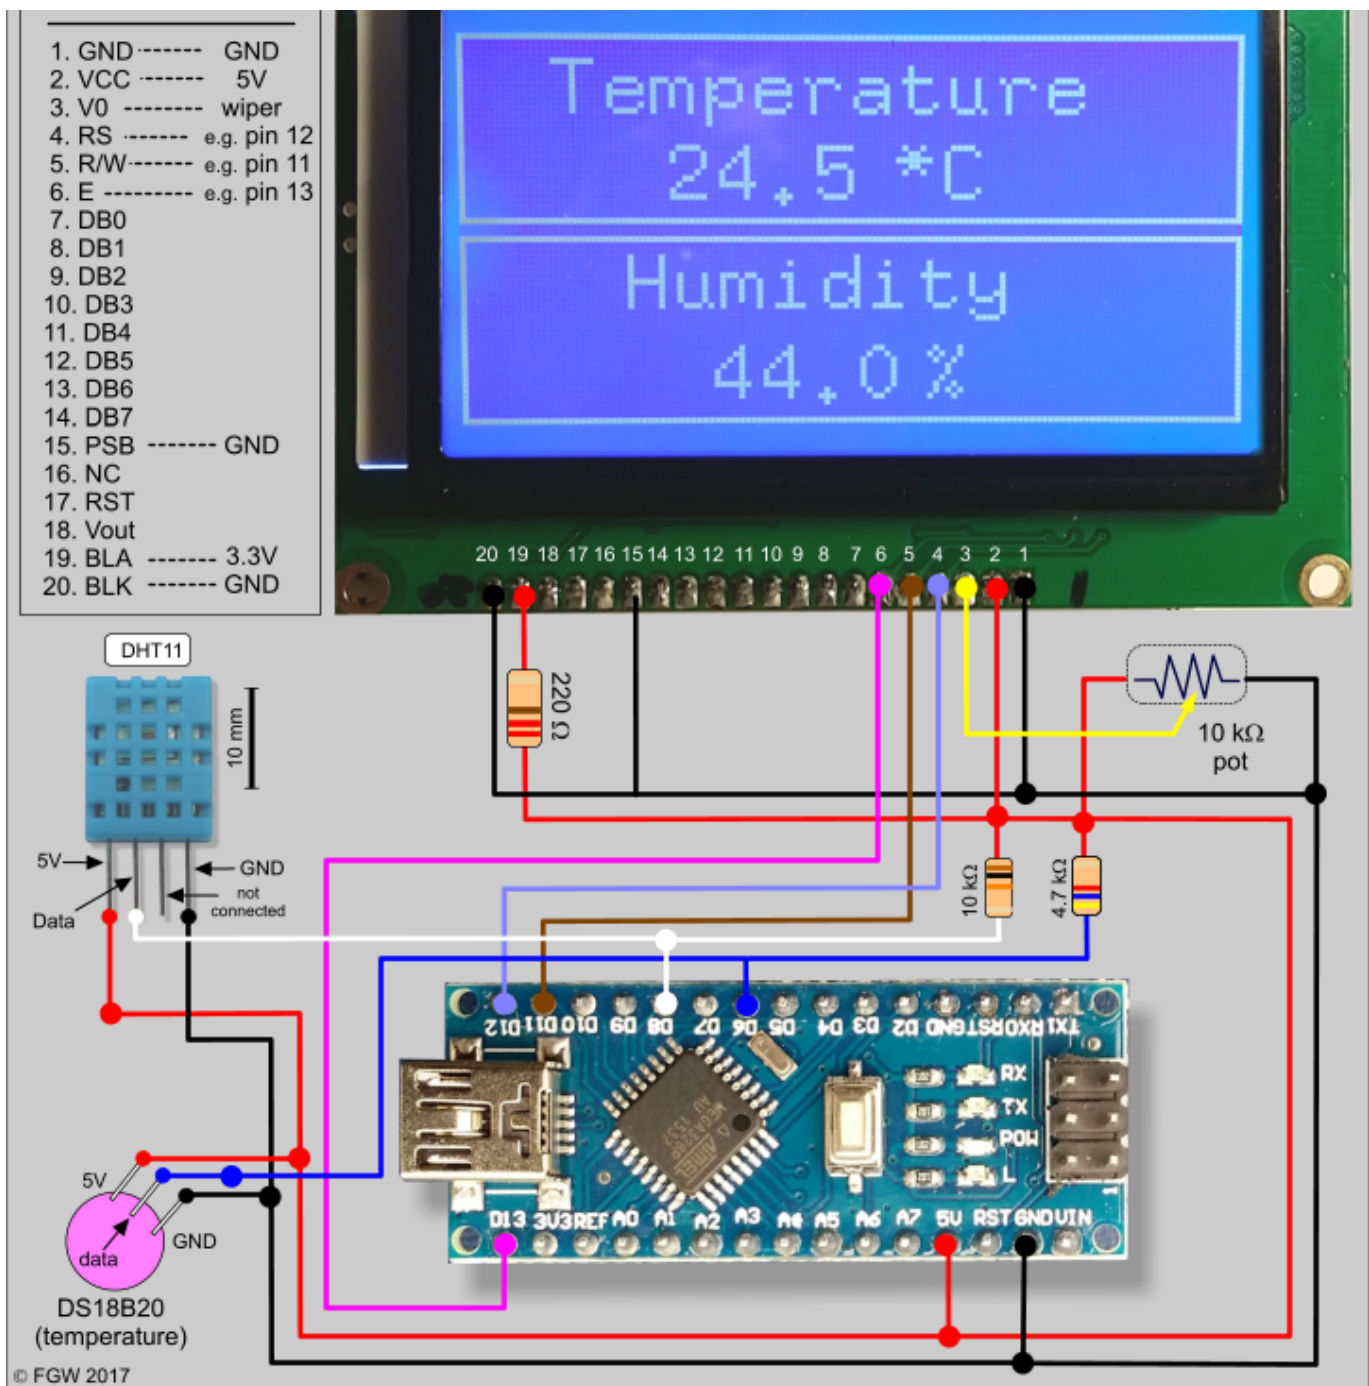 1. GND ------- GND
2. VCC ------- 5V
3. V0 -------- wiper
4. RS ------- e.g. pin 12
5. R/W ------- e.g. pin 11
6. E --------- e.g. pin 13
7. DB0
8. DB1
9. DB2
10. DB3
11. DB4
12. DB5
13. DB6
14. DB7
15. PSB ------- GND
16. NC
17. RST
18. Vout
19. BLA ------- 3.3V
20. BLK ------- GND
Temperature
24.5 *C
Humidity
44.0 %
20 19 18 17 16 15 14 13 12 11 10 9 8 7 6 5 4 3 2 1
DHT11
10 mm
220 Ω
10 kΩ
pot
5V
GND
Data
not
connected
10 kΩ
4.7 kΩ
D12 D11 D10 D9 D8 D7 D6 D5 D4 D3 D2 GND RST RX0 TX1
RX
TX
POW
L
1
D13 3V3 REF A0 A1 A2 A3 A4 A5 A6 A7 5V RST GND VIN
ATMEL
MEGA328P
AU 1537
5V
data
GND
DS18B20
(temperature)
© FGW 2017